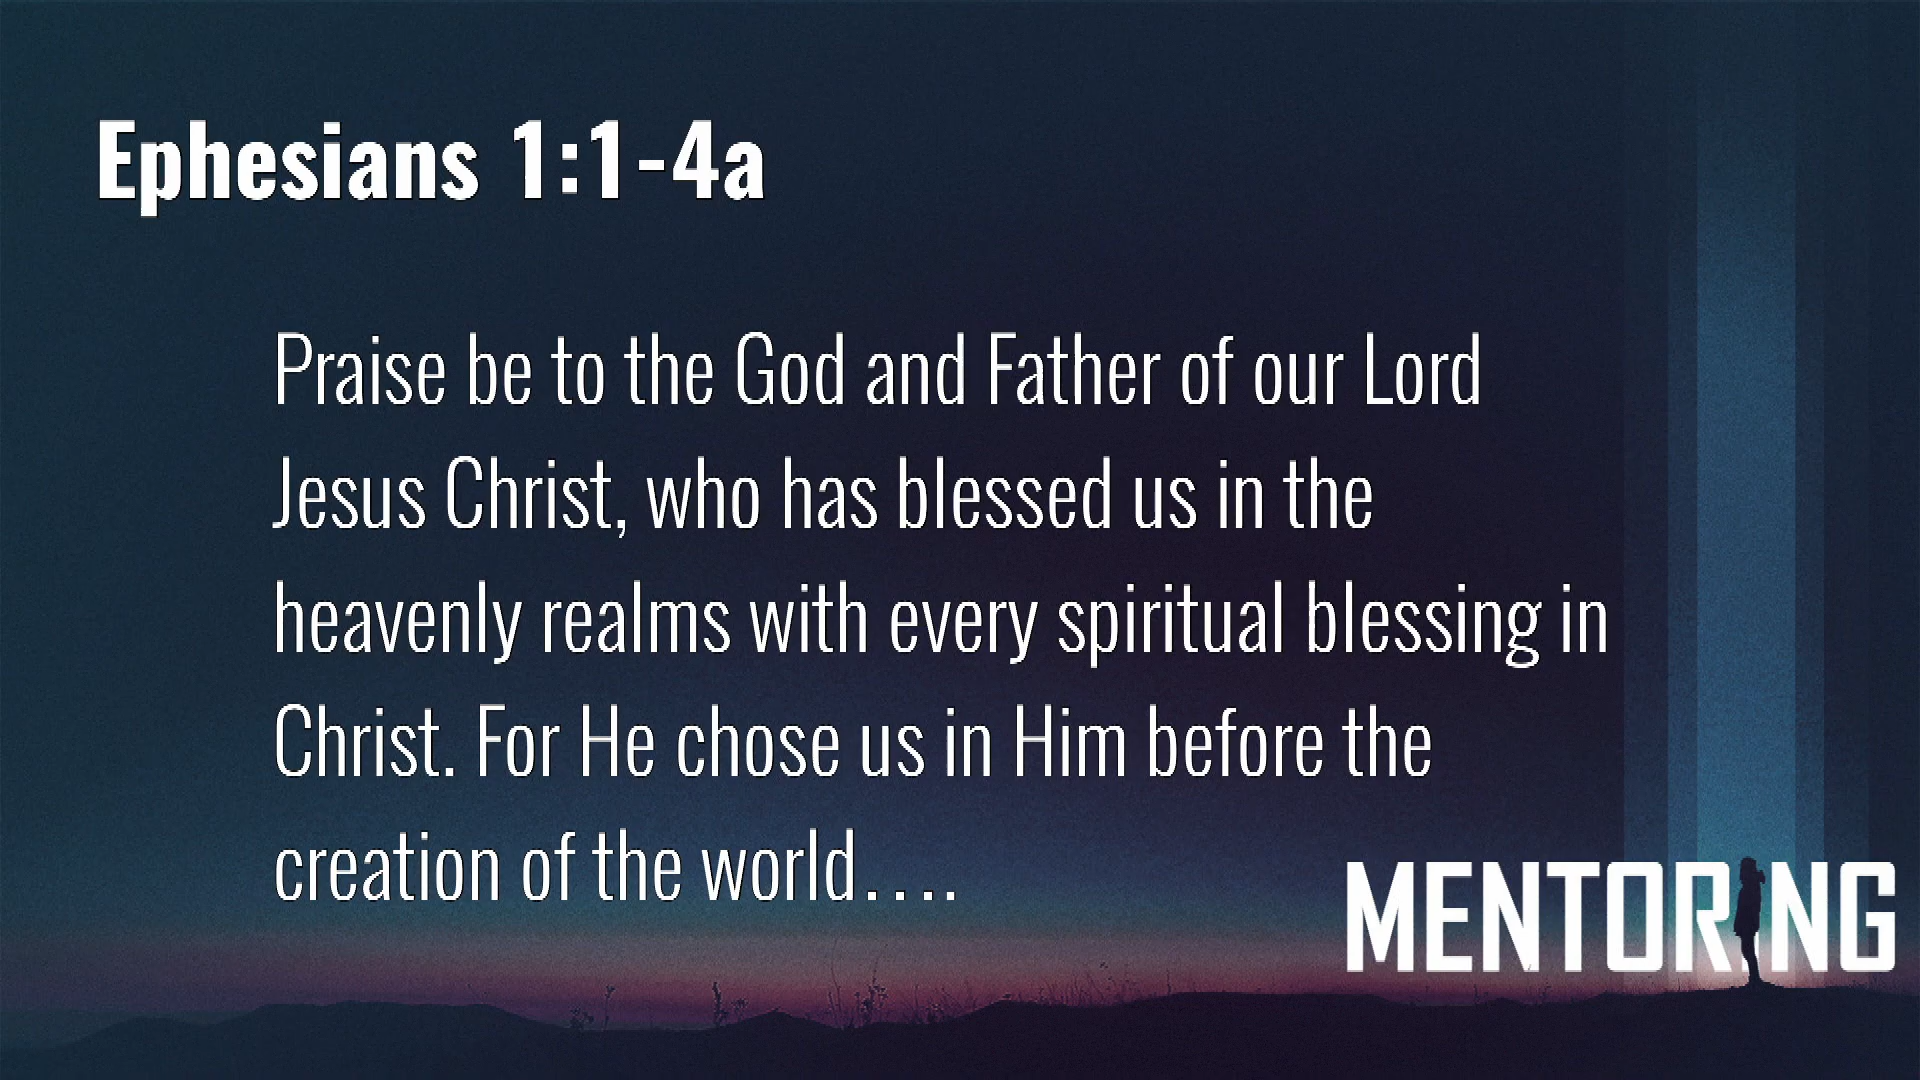 Ephesians 1:1-4a
Praise be to the God and Father of our Lord
Jesus Christ, who has blessed us in the
heavenly realms with every spiritual blessing in
Christ. For He chose us in Him before the
creation of the world....
MENTORING